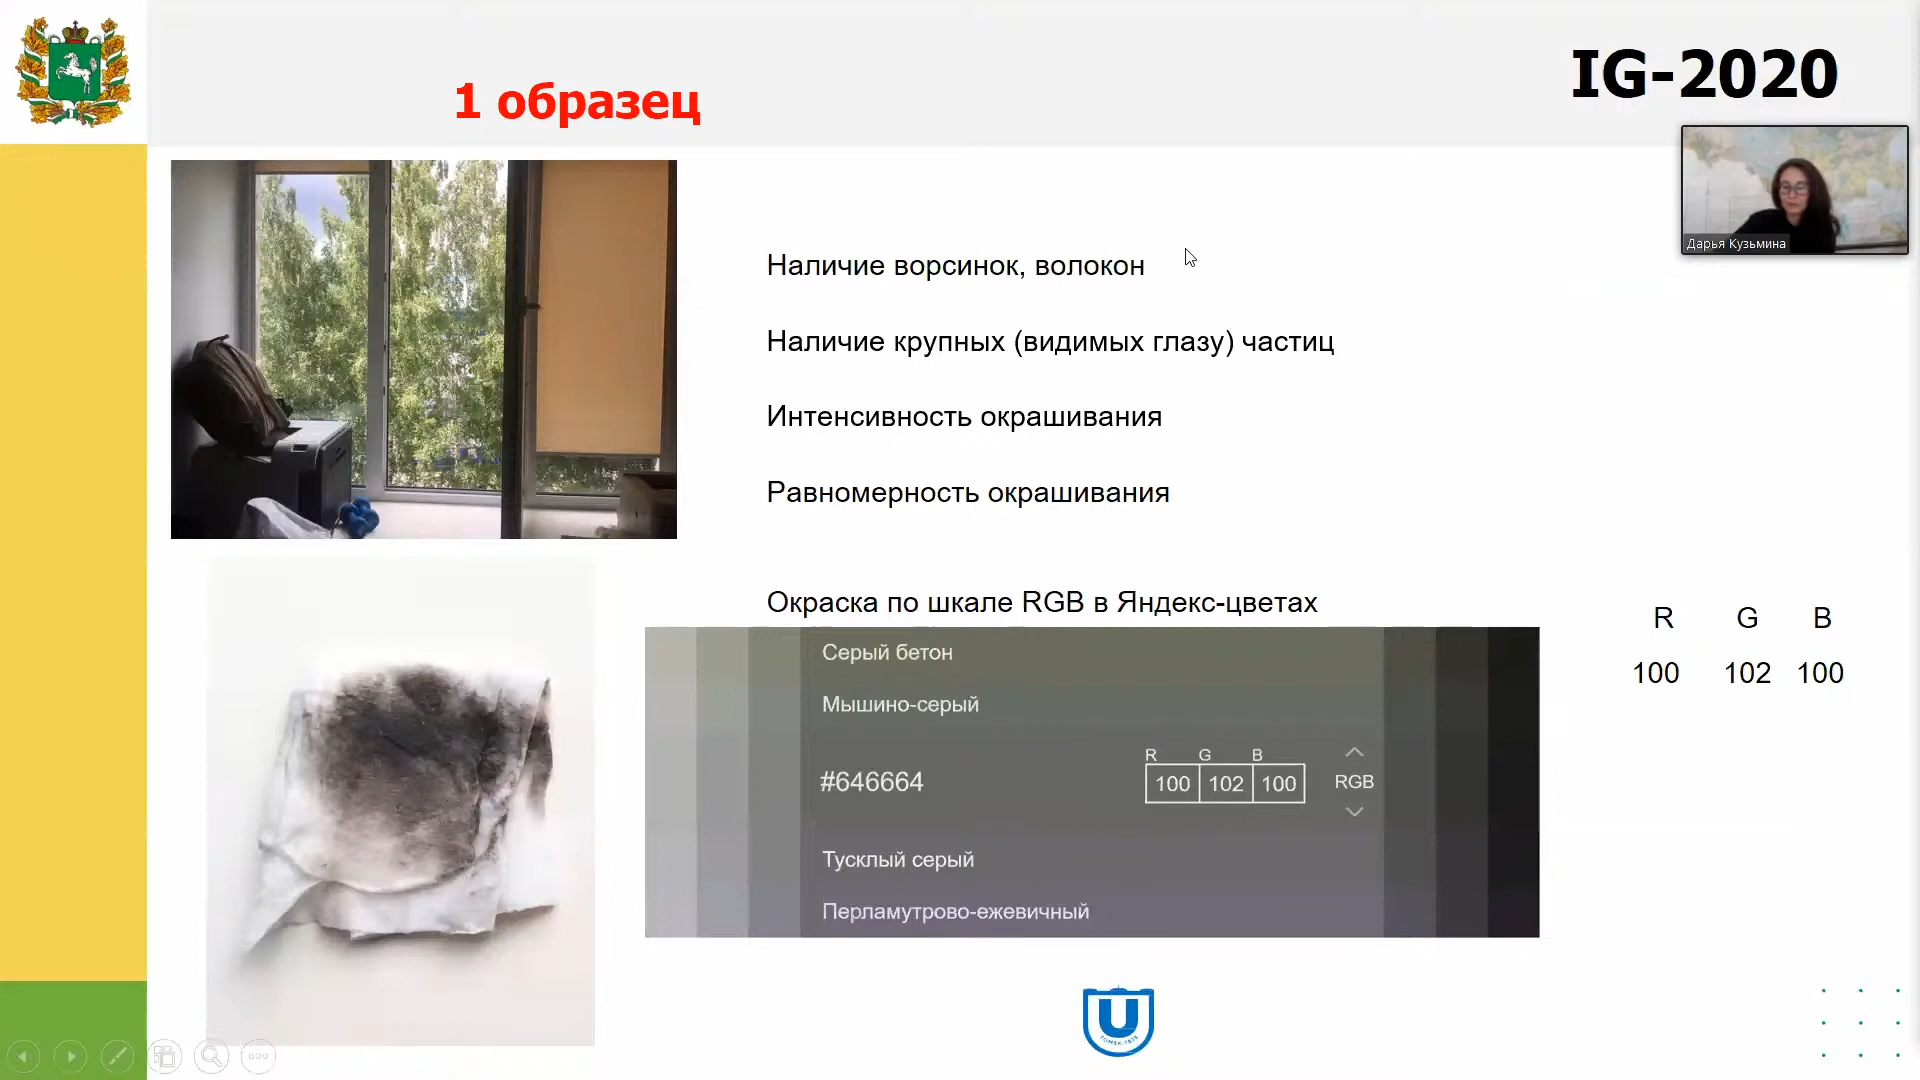 1 образец
IG-2020
Дарья Кузьмина
Наличие ворсинок, волокон
Наличие крупных (видимых глазу) частиц
Интенсивность окрашивания
Равномерность окрашивания
Окраска по шкале RGB в Яндекс-цветах
R G B
100 102 100
Серый бетон
Мышино-серый
R G B
#646664 100 102 100 RGB
Тусклый серый
Перламутрово-ежевичный
U
TOMSK·1878